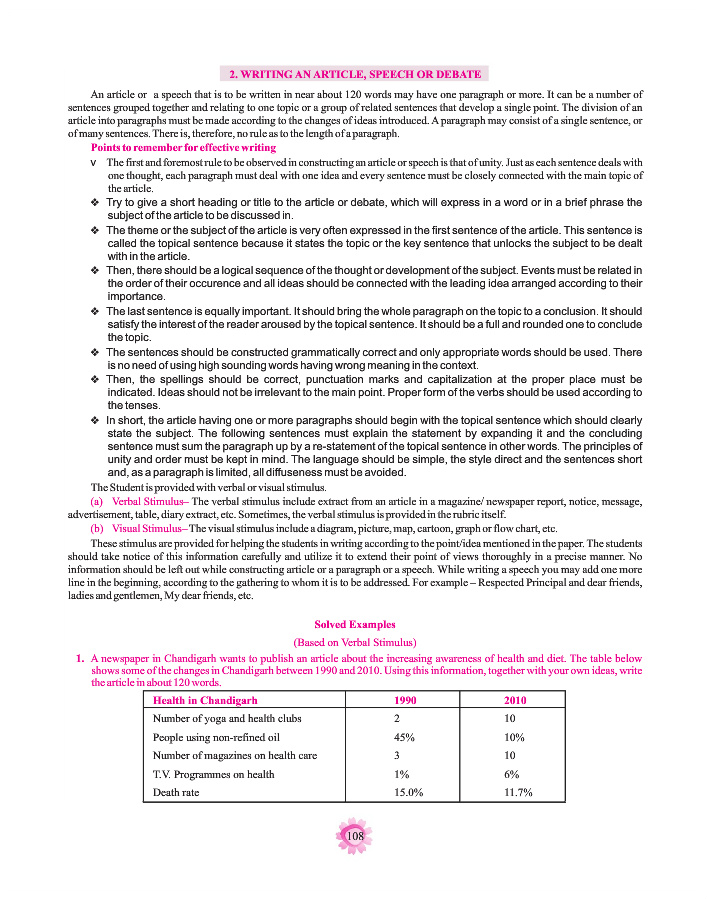 2. WRITING AN ARTICLE, SPEECH OR DEBATE
An article or a speech that is to be written in near about 120 words may have one paragraph or more. It can be a number of
sentences grouped together and relating to one topic or a group of related sentences that develop a single point. The division of an
article into paragraphs must be made according to the changes of ideas introduced. A paragraph may consist of a single sentence, or
of many sentences. There is, therefore, no rule as to the length of a paragraph.
Points to remember for effective writing
v The first and foremost rule to be observed in constructing an article or speech is that of unity. Just as each sentence deals with
one thought, each paragraph must deal with one idea and every sentence must be closely connected with the main topic of
the article.
❖ Try to give a short heading or title to the article or debate, which will express in a word or in a brief phrase the
subject of the article to be discussed in.
❖ The theme or the subject of the article is very often expressed in the first sentence of the article. This sentence is
called the topical sentence because it states the topic or the key sentence that unlocks the subject to be dealt
with in the article.
❖ Then, there should be a logical sequence of the thought or development of the subject. Events must be related in
the order of their occurence and all ideas should be connected with the leading idea arranged according to their
importance.
❖ The last sentence is equally important. It should bring the whole paragraph on the topic to a conclusion. It should
satisfy the interest of the reader aroused by the topical sentence. It should be a full and rounded one to conclude
the topic.
❖ The sentences should be constructed grammatically correct and only appropriate words should be used. There
is no need of using high sounding words having wrong meaning in the context.
❖ Then, the spellings should be correct, punctuation marks and capitalization at the proper place must be
indicated. Ideas should not be irrelevant to the main point. Proper form of the verbs should be used according to
the tenses.
❖ In short, the article having one or more paragraphs should begin with the topical sentence which should clearly
state the subject. The following sentences must explain the statement by expanding it and the concluding
sentence must sum the paragraph up by a re-statement of the topical sentence in other words. The principles of
unity and order must be kept in mind. The language should be simple, the style direct and the sentences short
and, as a paragraph is limited, all diffuseness must be avoided.
The Student is provided with verbal or visual stimulus.
(a) Verbal Stimulus– The verbal stimulus include extract from an article in a magazine/ newspaper report, notice, message,
advertisement, table, diary extract, etc. Sometimes, the verbal stimulus is provided in the rubric itself.
(b) Visual Stimulus– The visual stimulus include a diagram, picture, map, cartoon, graph or flow chart, etc.
These stimulus are provided for helping the students in writing according to the point/idea mentioned in the paper. The students
should take notice of this information carefully and utilize it to extend their point of views thoroughly in a precise manner. No
information should be left out while constructing article or a paragraph or a speech. While writing a speech you may add one more
line in the beginning, according to the gathering to whom it is to be addressed. For example – Respected Principal and dear friends,
ladies and gentlemen, My dear friends, etc.
Solved Examples
(Based on Verbal Stimulus)
1. A newspaper in Chandigarh wants to publish an article about the increasing awareness of health and diet. The table below
shows some of the changes in Chandigarh between 1990 and 2010. Using this information, together with your own ideas, write
the article in about 120 words.
Health in Chandigarh 1990 2010
Number of yoga and health clubs 2 10
People using non-refined oil 45% 10%
Number of magazines on health care 3 10
T.V. Programmes on health 1% 6%
Death rate 15.0% 11.7%
108